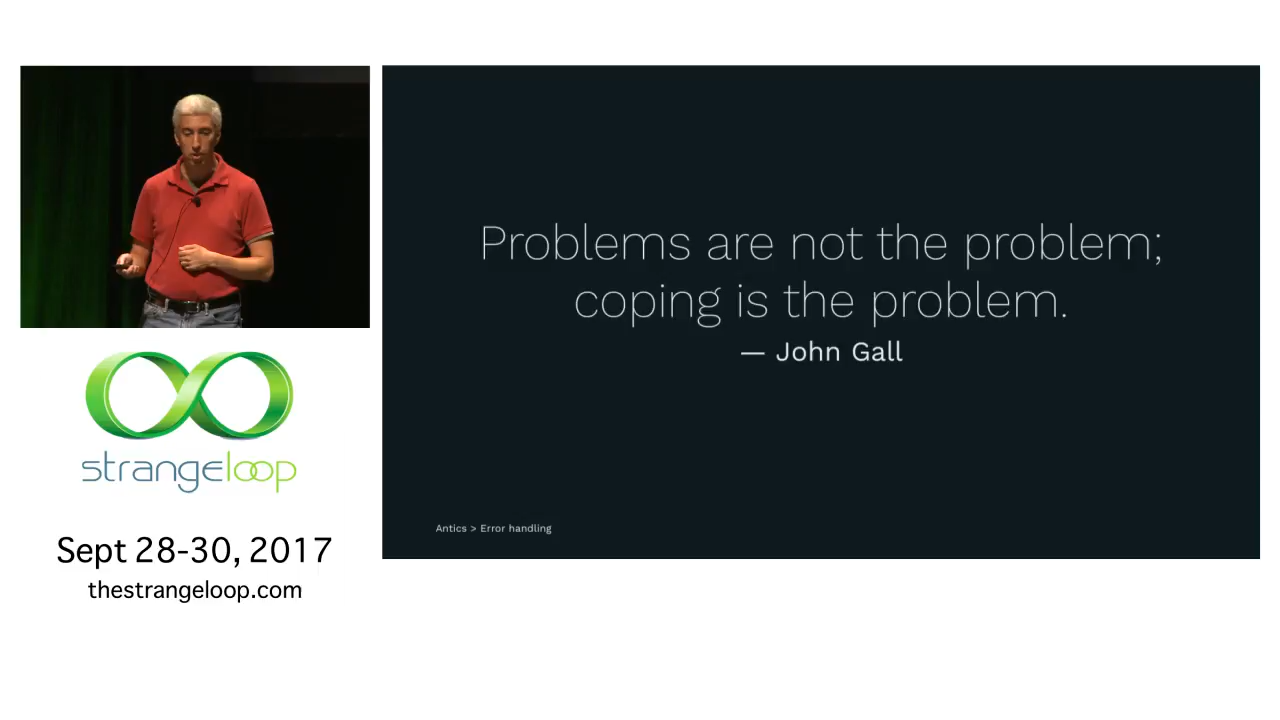 Problems are not the problem;
coping is the problem.
— John Gall
Antics > Error handling
strangeloop
Sept 28-30, 2017
thestrangeloop.com